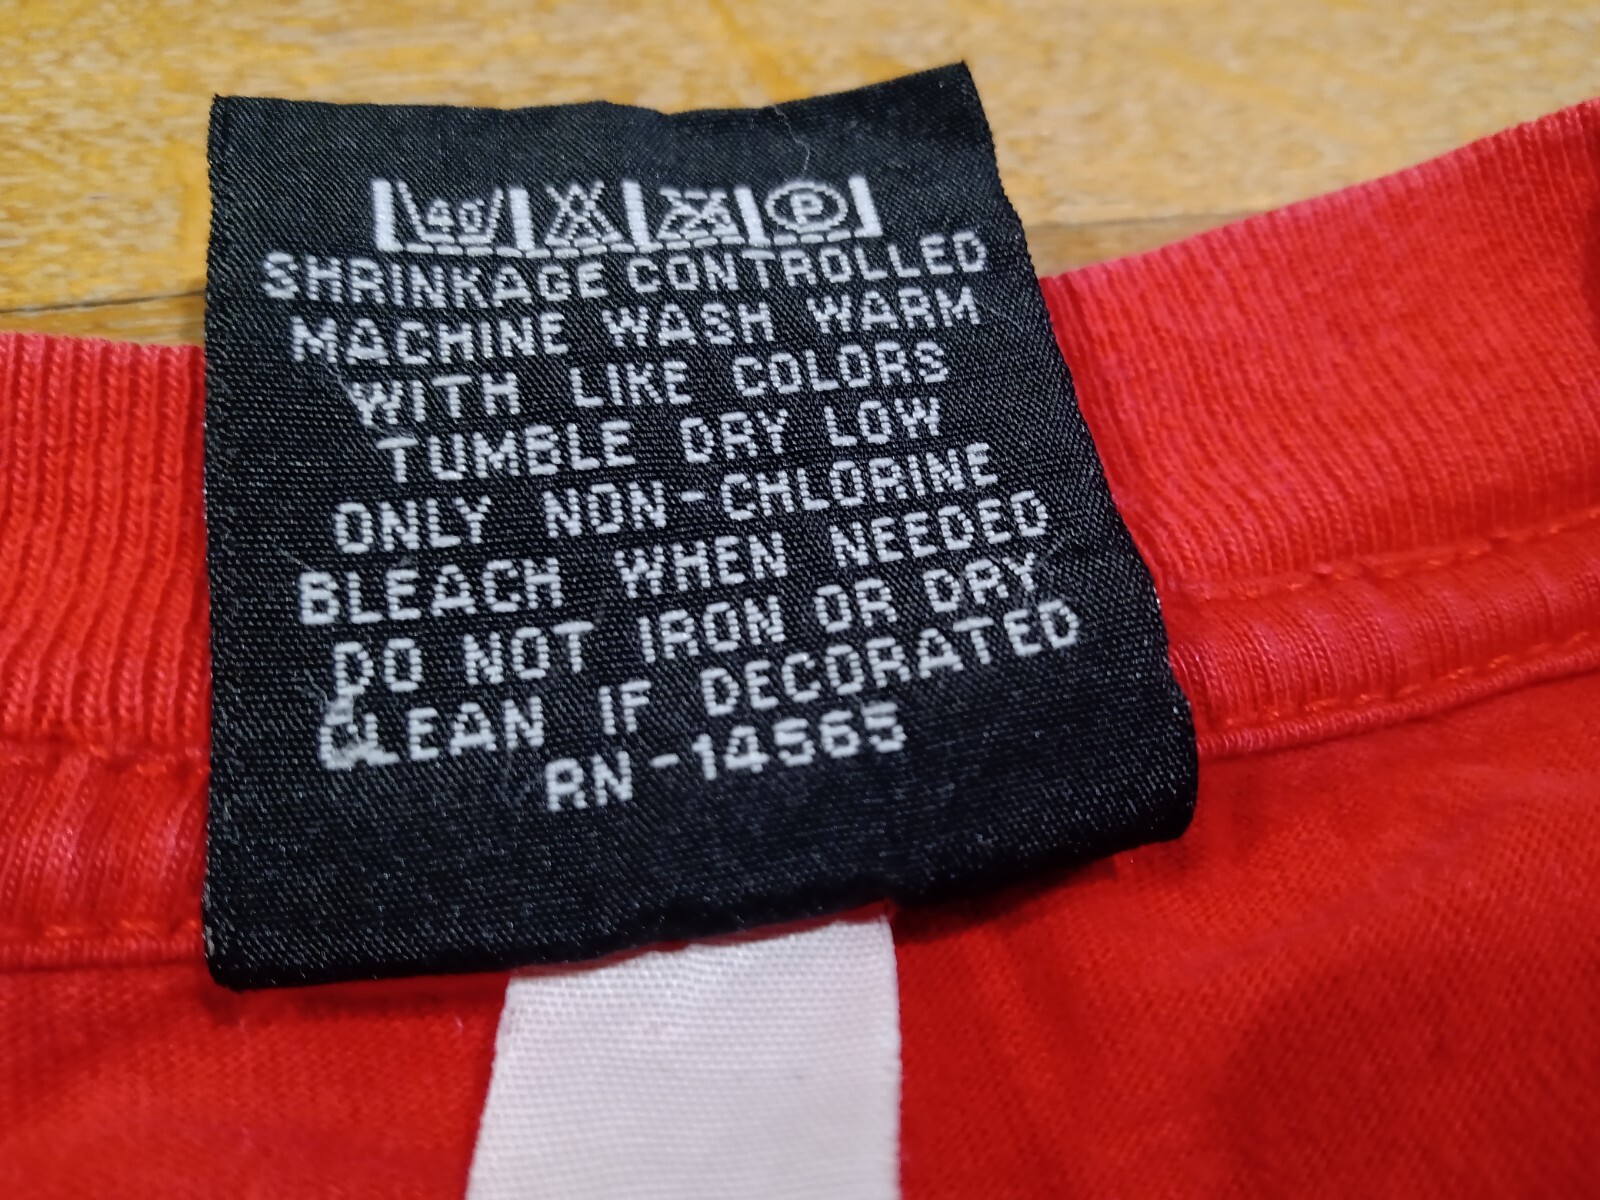 40 P
SHRINKAGE CONTROLLED
MACHINE WASH WARM
WITH LIKE COLORS
TUMBLE DRY LOW
ONLY NON-CHLORINE
BLEACH WHEN NEEDED
DO NOT IRON OR DRY
CLEAN IF DECORATED
RN-14565